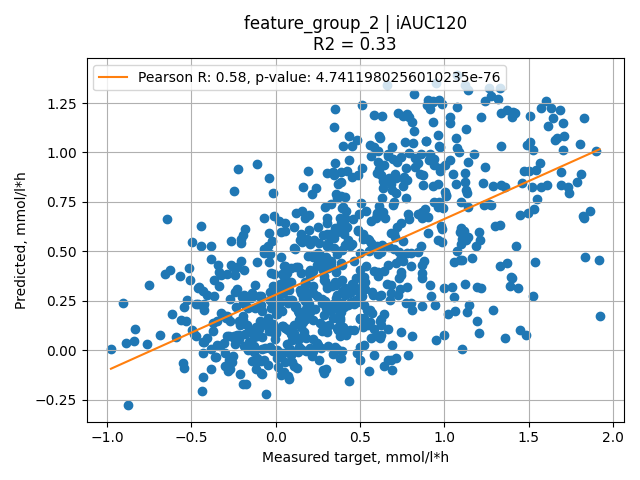 feature_group_2 | iAUC120
R2 = 0.33
Pearson R: 0.58, p-value: 4.7411980256010235e-76
1.25
1.00
0.75
0.50
0.25
0.00
−0.25
Predicted, mmol/l*h
−1.0 −0.5 0.0 0.5 1.0 1.5 2.0
Measured target, mmol/l*h